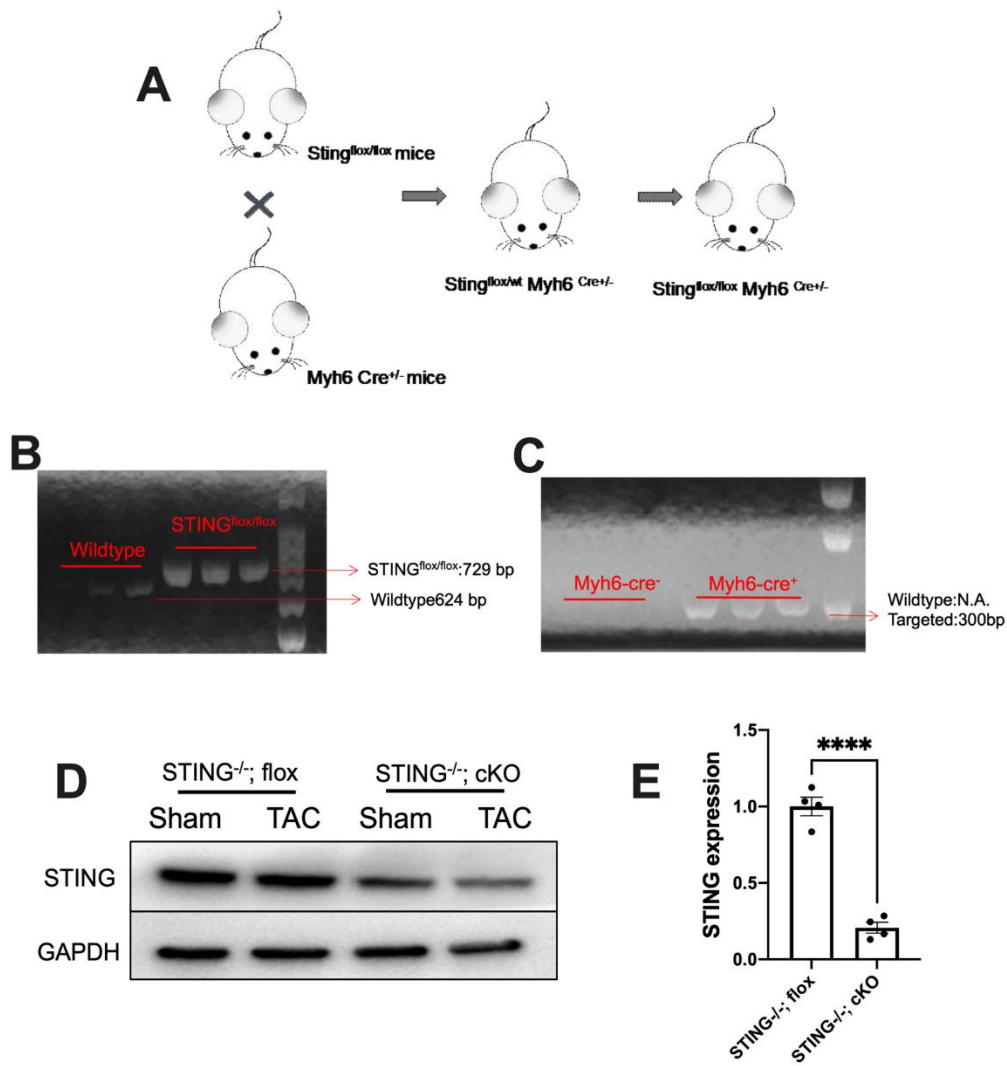 A
Sting^flox/flox mice
Myh6 Cre^+/- mice
Sting^flox/wt Myh6 ^Cre+/-
Sting^flox/flox Myh6 ^Cre+/-
B
Wildtype
STING^flox/flox
STING^flox/flox:729 bp
Wildtype624 bp
C
Myh6-cre^-
Myh6-cre^+
Wildtype:N.A.
Targeted:300bp
D
STING^-/-; flox
STING^-/-; cKO
Sham TAC Sham TAC
STING
GAPDH
E
STING expression
1.5
1.0
0.5
0.0
****
STING-/-; flox
STING-/-; cKO